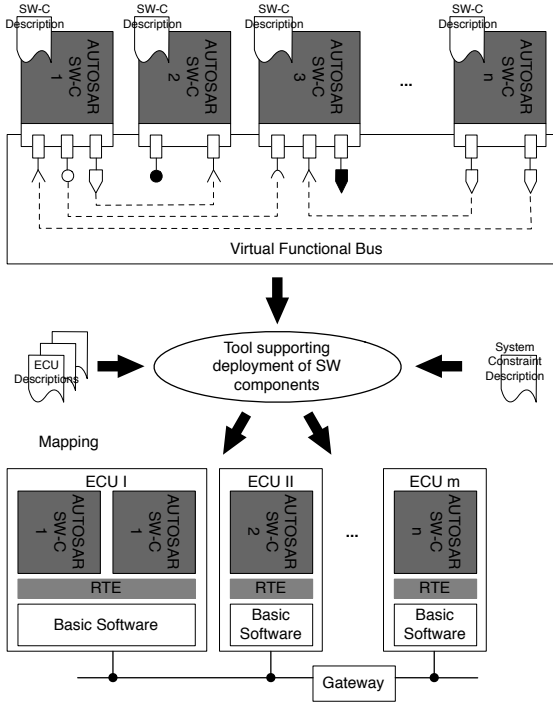 SW-C
Description
SW-C
Description
SW-C
Description
SW-C
Description
AUTOSAR
SW-C
1
AUTOSAR
SW-C
2
AUTOSAR
SW-C
3
...
AUTOSAR
SW-C
n
Virtual Functional Bus
ECU
Descriptions
Tool supporting
deployment of SW
components
System
Constraint
Description
Mapping
ECU I
ECU II
ECU m
AUTOSAR
SW-C
1
AUTOSAR
SW-C
1
AUTOSAR
SW-C
2
...
AUTOSAR
SW-C
n
RTE
RTE
RTE
Basic Software
Basic
Software
Basic
Software
Gateway